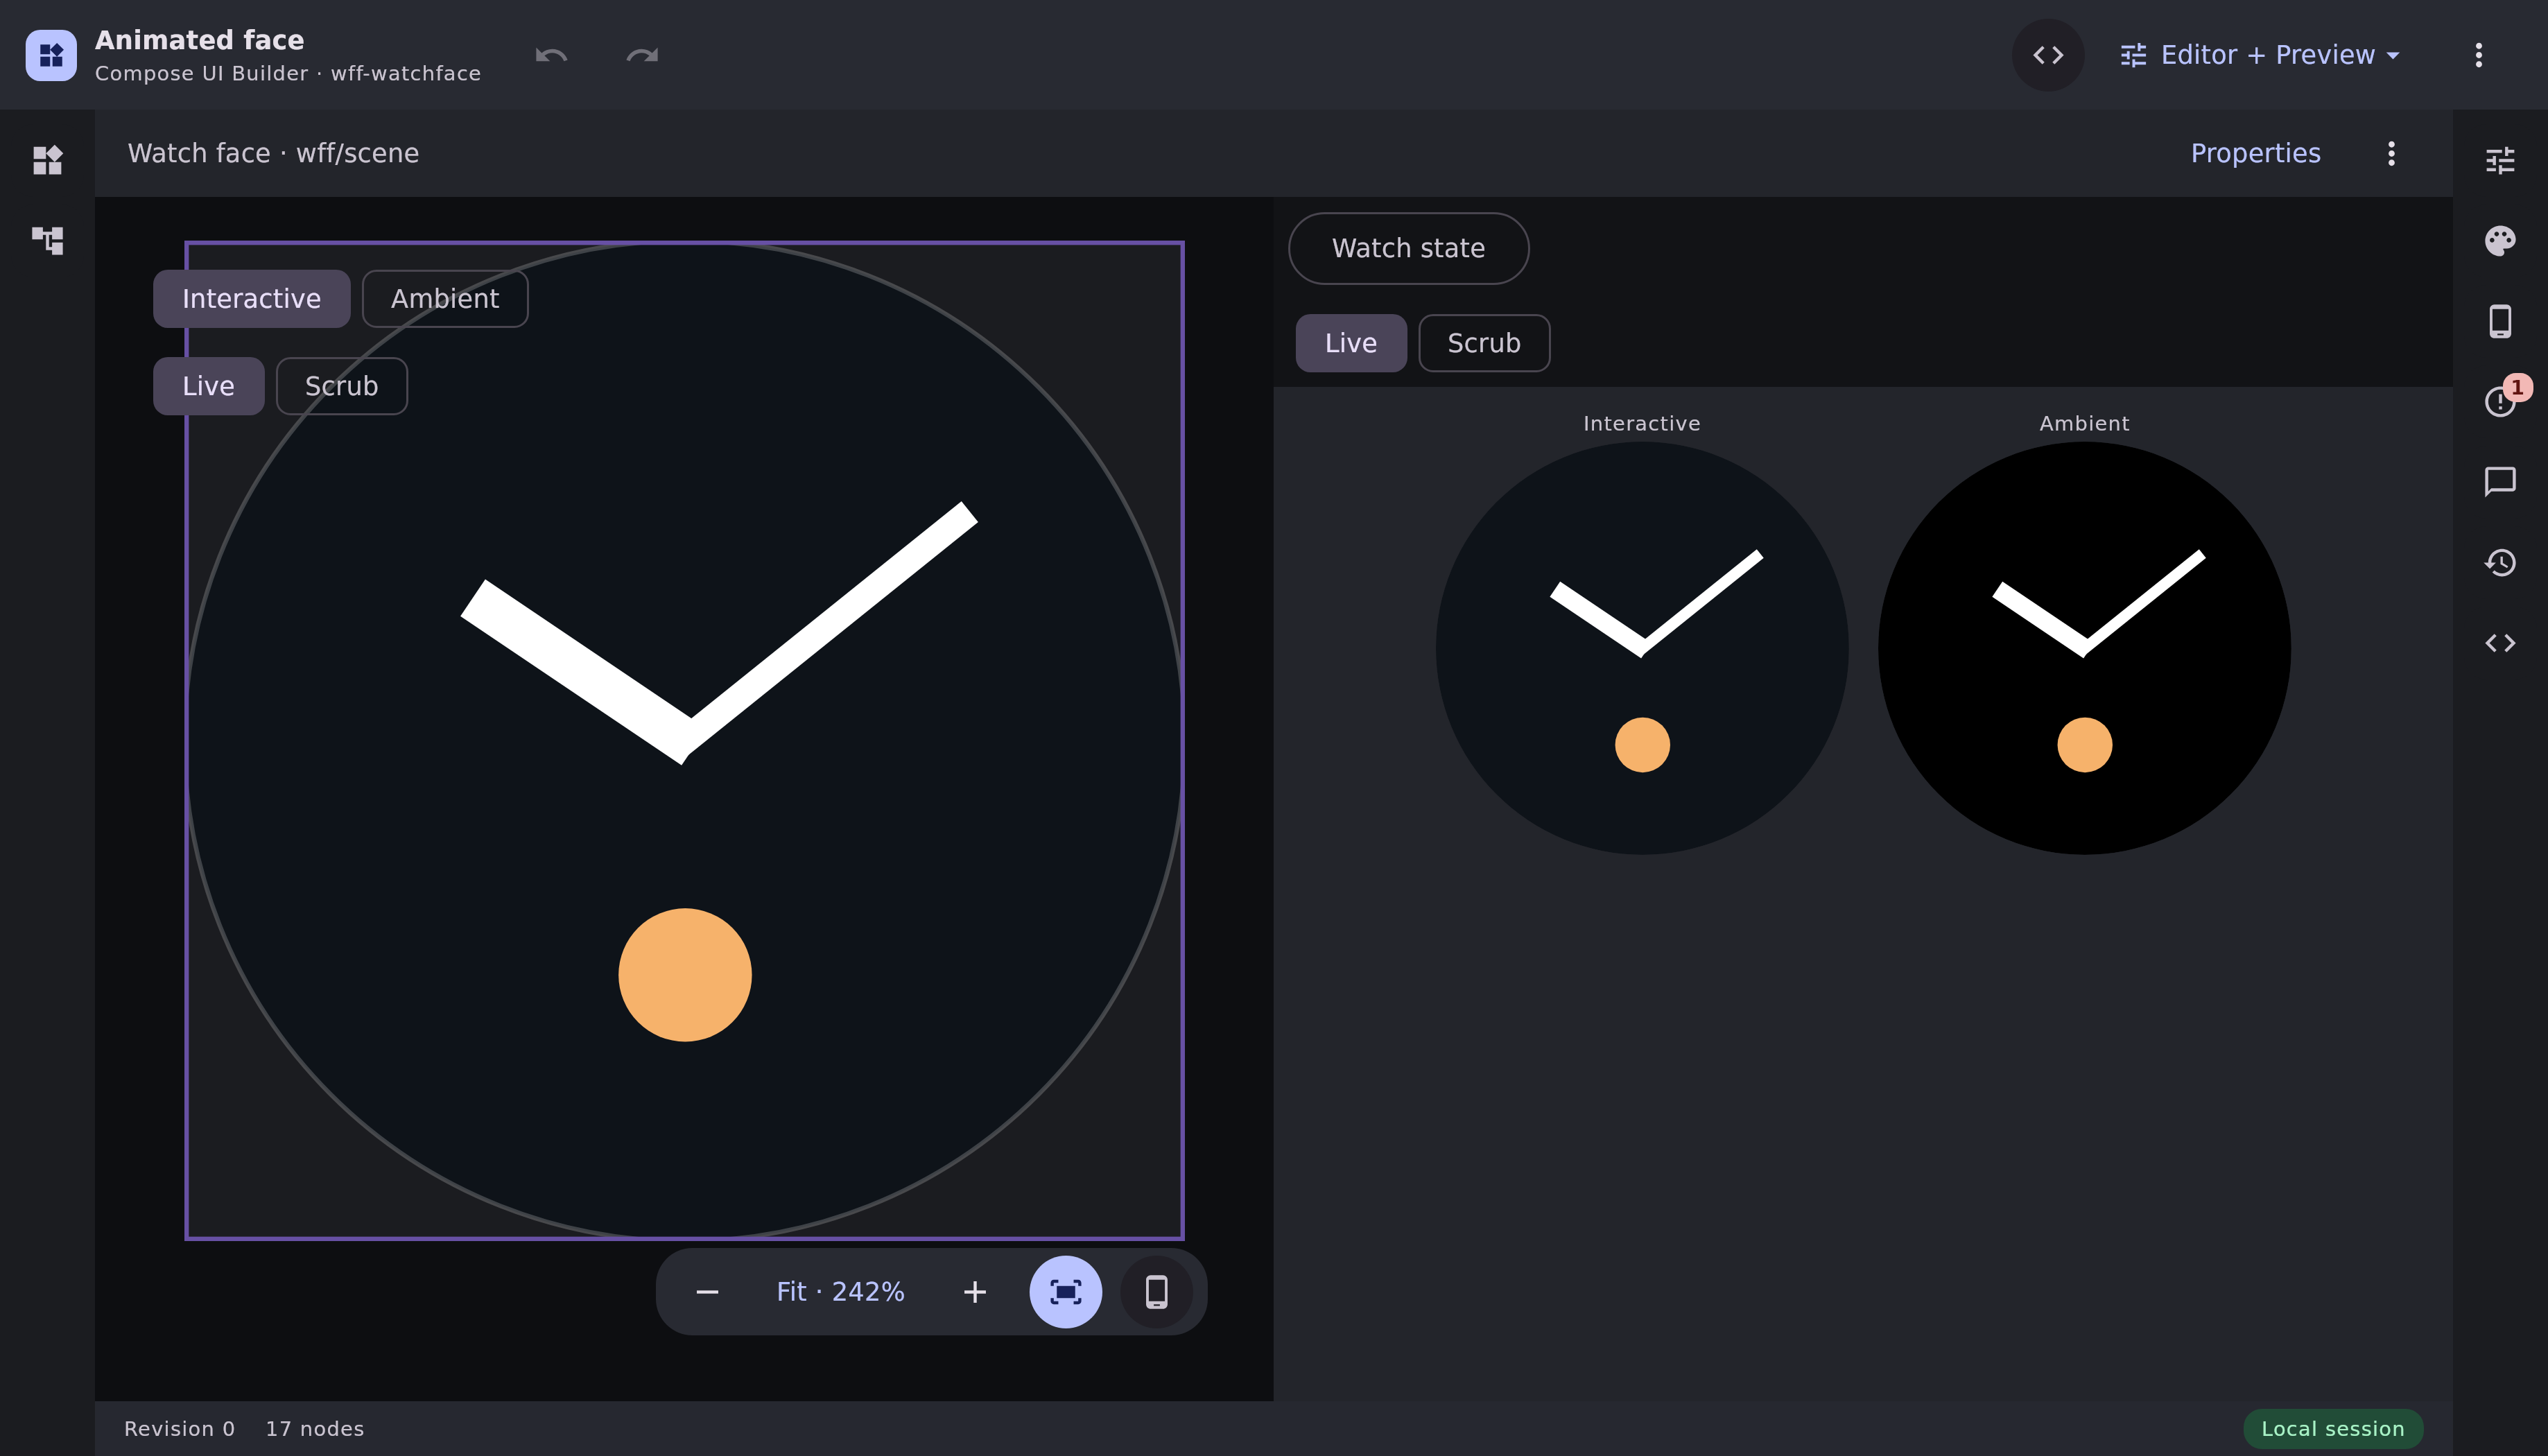 Animated face
Compose UI Builder · wff-watchface
Editor + Preview
Watch face · wff/scene
Properties
Interactive
Ambient
Live
Scrub
Watch state
Live
Scrub
Interactive
Ambient
1
Fit · 242%
Revision 0
17 nodes
Local session